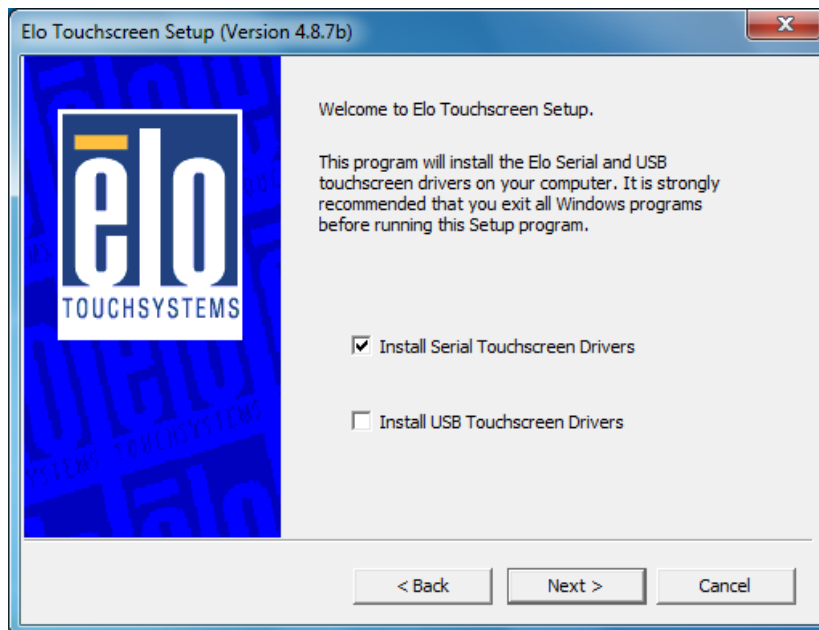 Elo Touchscreen Setup (Version 4.8.7b)
Welcome to Elo Touchscreen Setup.
This program will install the Elo Serial and USB
touchscreen drivers on your computer. It is strongly
recommended that you exit all Windows programs
before running this Setup program.
ēlo
TOUCHSYSTEMS
Install Serial Touchscreen Drivers
Install USB Touchscreen Drivers
< Back
Next >
Cancel